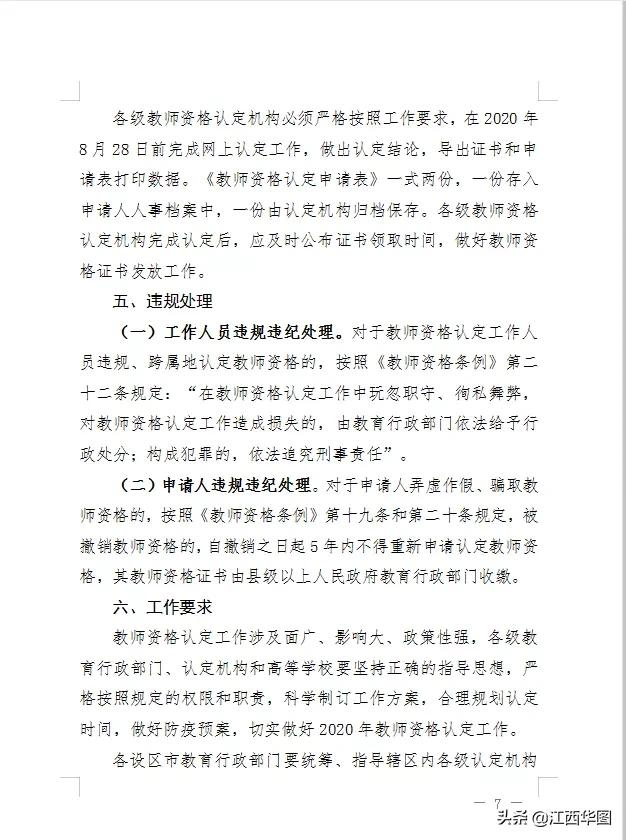 各级教师资格认定机构必须严格按照工作要求，在 2020 年
8 月 28 日前完成网上认定工作，做出认定结论，导出证书和申
请表打印数据。《教师资格认定申请表》一式两份，一份存入
申请人人事档案中，一份由认定机构归档保存。各级教师资格
认定机构完成认定后，应及时公布证书领取时间，做好教师资
格证书发放工作。
五、违规处理
（一）工作人员违规违纪处理。对于教师资格认定工作人
员违规、跨属地认定教师资格的，按照《教师资格条例》第二
十二条规定：“在教师资格认定工作中玩忽职守、徇私舞弊，
对教师资格认定工作造成损失的，由教育行政部门依法给予行
政处分；构成犯罪的，依法追究刑事责任”。
（二）申请人违规违纪处理。对于申请人弄虚作假、骗取教
师资格的，按照《教师资格条例》第十九条和第二十条规定，被
撤销教师资格的，自撤销之日起 5 年内不得重新申请认定教师资
格，其教师资格证书由县级以上人民政府教育行政部门收缴。
六、工作要求
教师资格认定工作涉及面广、影响大、政策性强，各级教
育行政部门、认定机构和高等学校要坚持正确的指导思想，严
格按照规定的权限和职责，科学制订工作方案，合理规划认定
时间，做好防疫预案，切实做好 2020 年教师资格认定工作。
各设区市教育行政部门要统筹、指导辖区内各级认定机构
— 7 —
头条 @江西华图